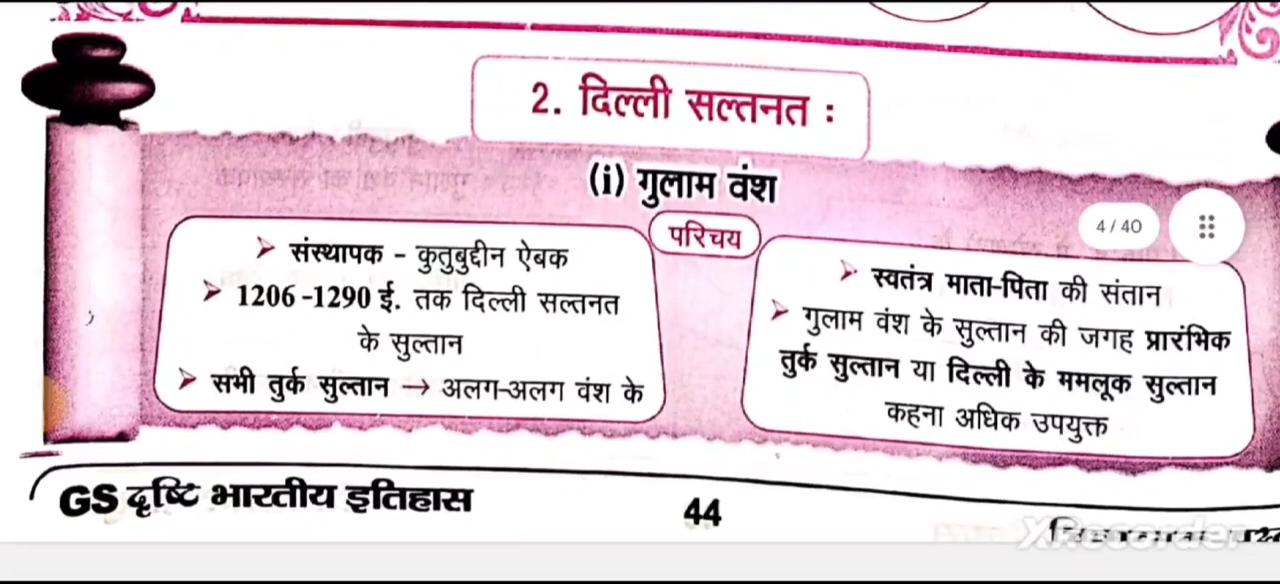 2. दिल्ली सल्तनत :
(i) गुलाम वंश
परिचय
➢ संस्थापक - कुतुबुद्दीन ऐबक
➢ 1206 -1290 ई. तक दिल्ली सल्तनत
के सुल्तान
➢ सभी तुर्क सुल्तान → अलग-अलग वंश के
4 / 40
➢ स्वतंत्र माता-पिता की संतान
➢ गुलाम वंश के सुल्तान की जगह प्रारंभिक
तुर्क सुल्तान या दिल्ली के ममलूक सुल्तान
कहना अधिक उपयुक्त
GS दृष्टि भारतीय इतिहास
44
XRecorder